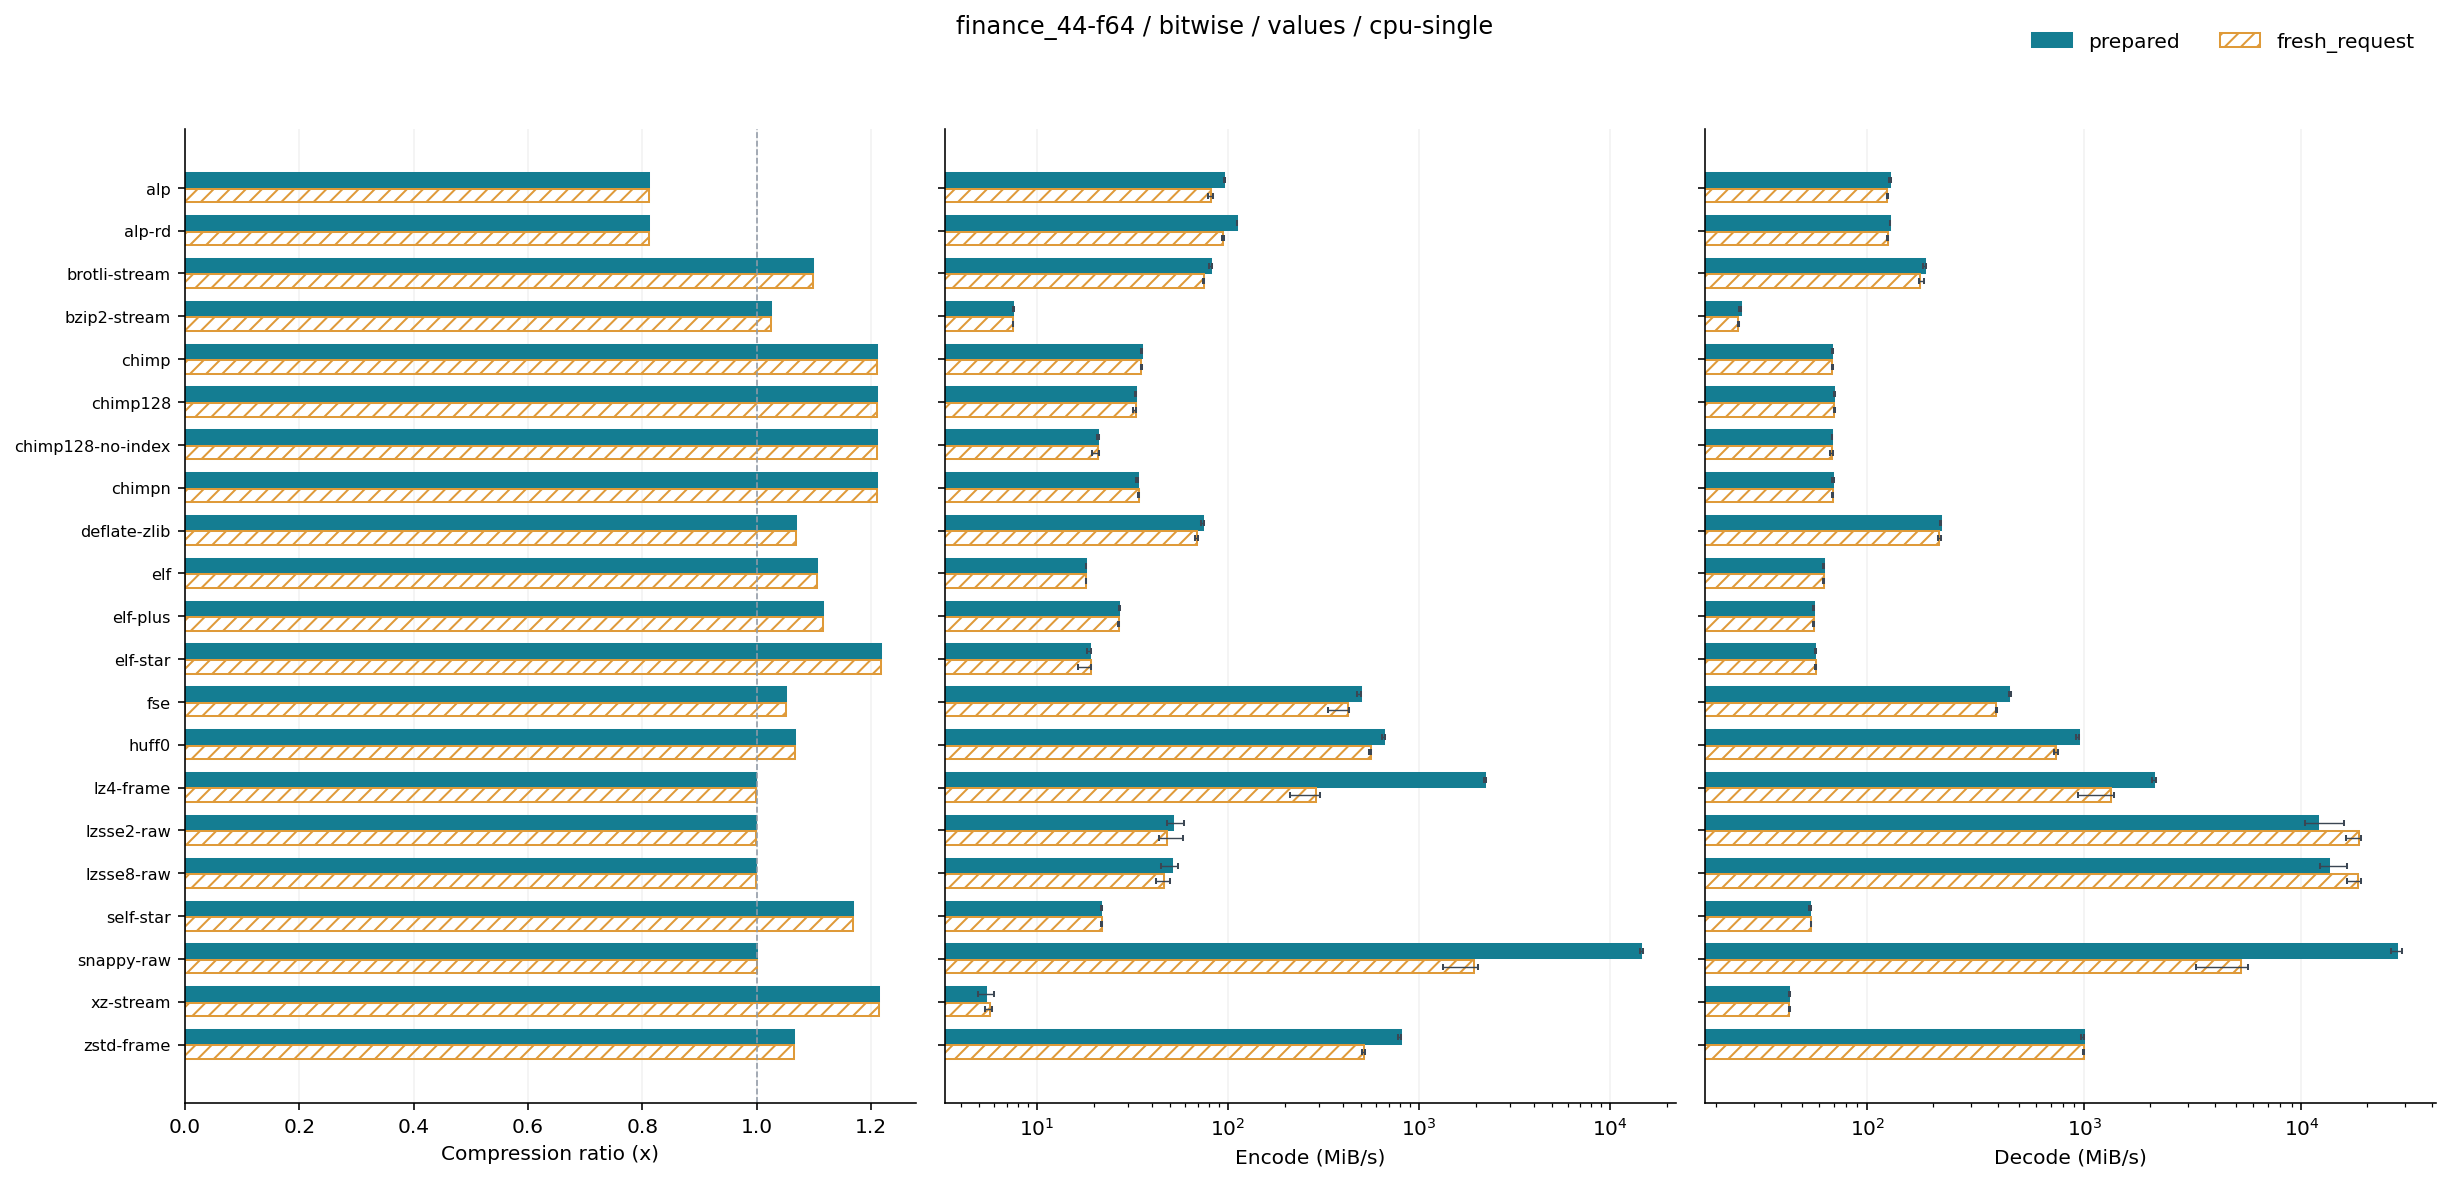 finance_44-f64 / bitwise / values / cpu-single
prepared
fresh_request
alp
alp-rd
brotli-stream
bzip2-stream
chimp
chimp128
chimp128-no-index
chimpn
deflate-zlib
elf
elf-plus
elf-star
fse
huff0
lz4-frame
lzsse2-raw
lzsse8-raw
self-star
snappy-raw
xz-stream
zstd-frame
0.0 0.2 0.4 0.6 0.8 1.0 1.2
Compression ratio (x)
10¹ 10² 10³ 10⁴
Encode (MiB/s)
10² 10³ 10⁴
Decode (MiB/s)